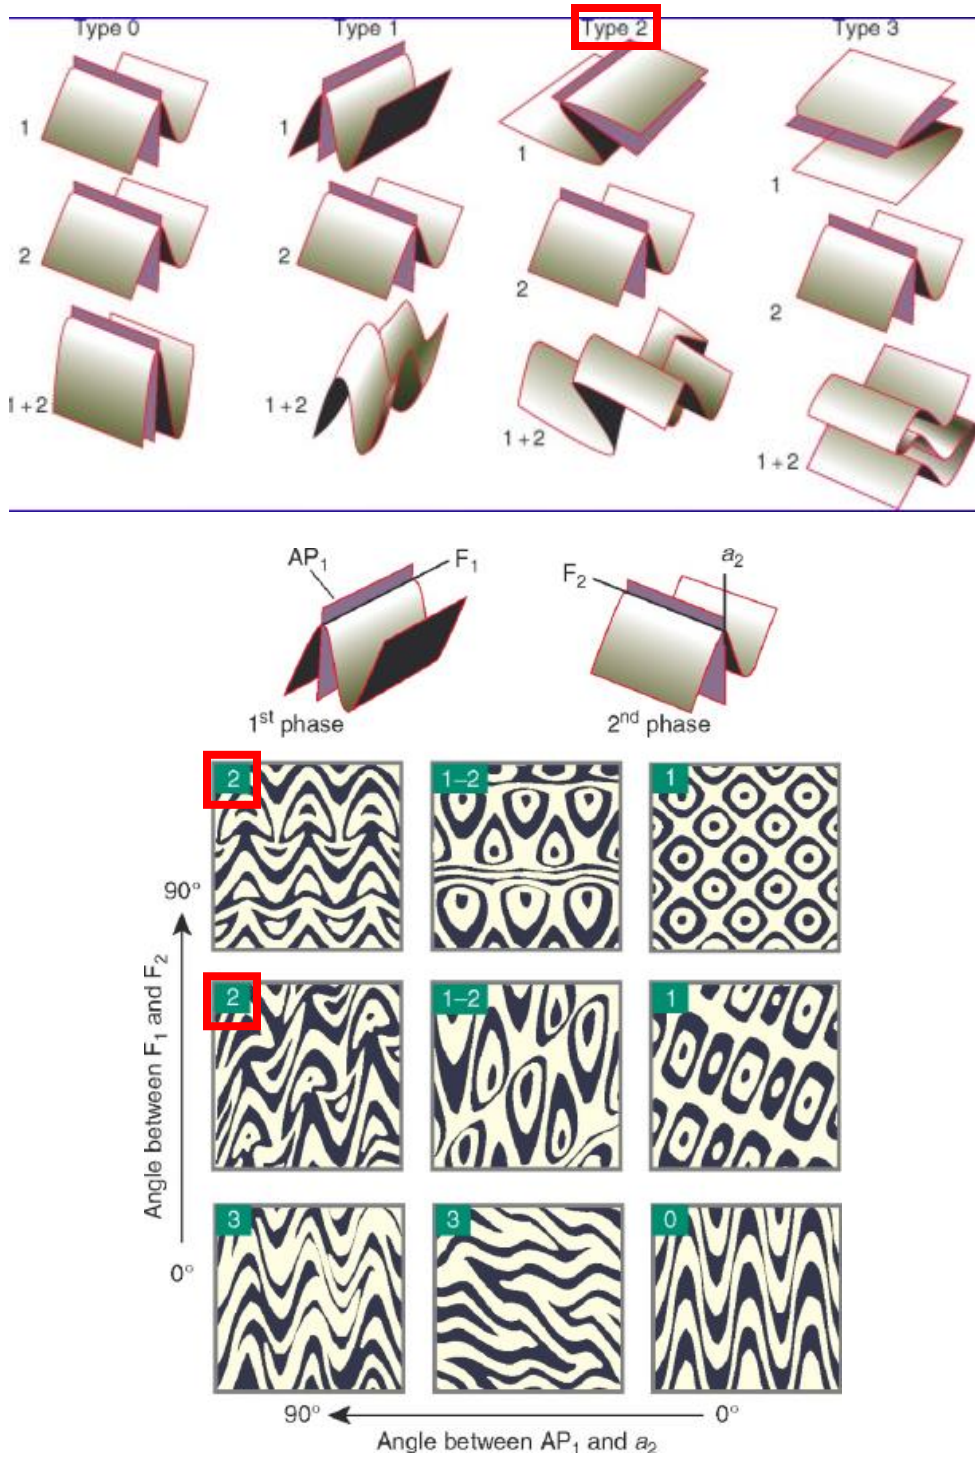 Type 0 Type 1 Type 2 Type 3
1 1 1 1
2 2 2 2
1 + 2 1 + 2 1 + 2 1 + 2
AP₁ F₁ F₂ a₂
1st phase 2nd phase
2 1–2 1
90°
2 1–2 1
Angle between F₁ and F₂
3 3 0
0°
90° 0°
Angle between AP₁ and a₂